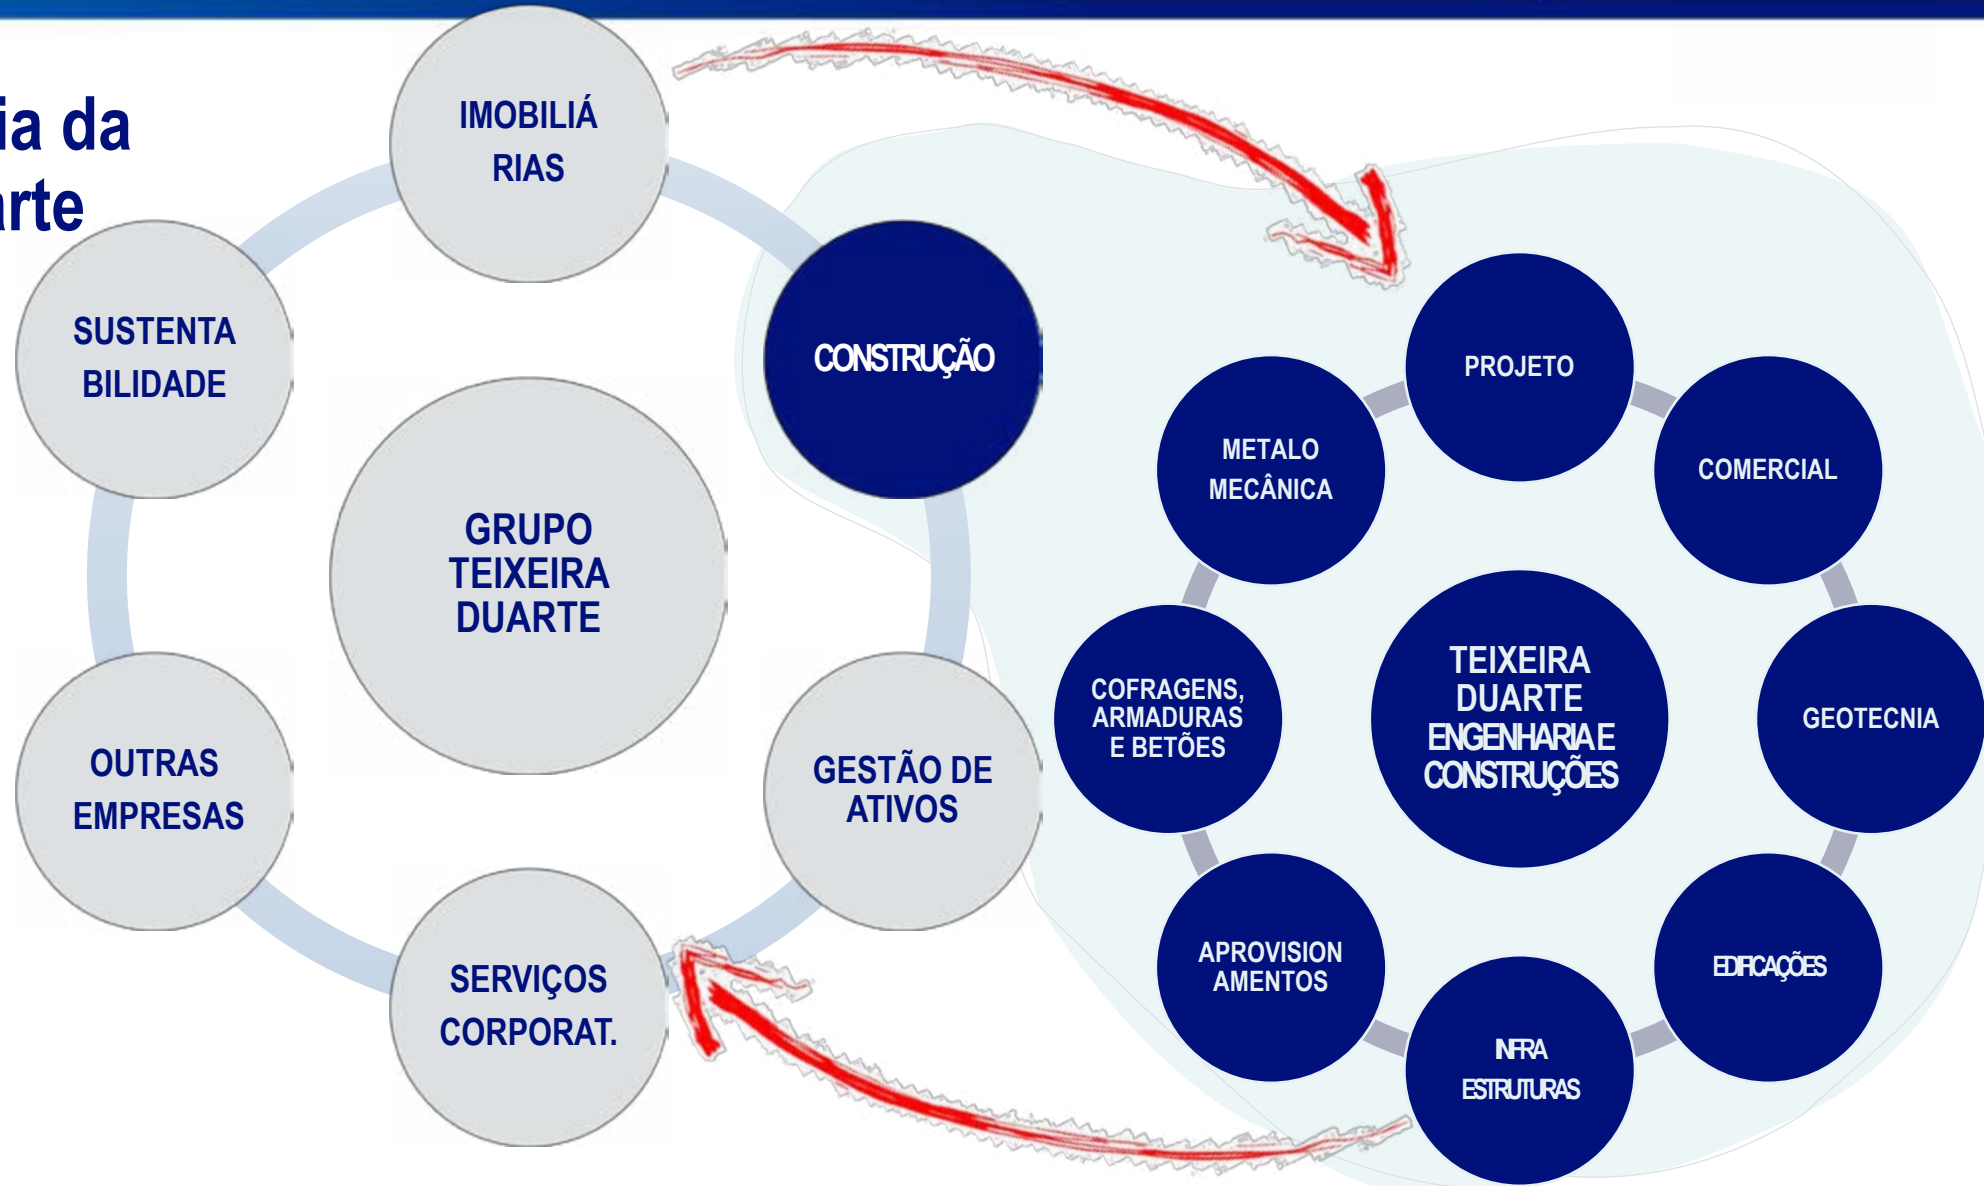 ia da
arte
IMOBILIÁ
RIAS
SUSTENTA
BILIDADE
CONSTRUÇÃO
GRUPO
TEIXEIRA
DUARTE
OUTRAS
EMPRESAS
GESTÃO DE
ATIVOS
SERVIÇOS
CORPORAT.
PROJETO
METALO
MECÂNICA
COMERCIAL
COFRAGENS,
ARMADURAS
E BETÕES
TEIXEIRA
DUARTE
ENGENHARIA E
CONSTRUÇÕES
GEOTECNIA
APROVISION
AMENTOS
EDIFICAÇÕES
INFRA
ESTRUTURAS